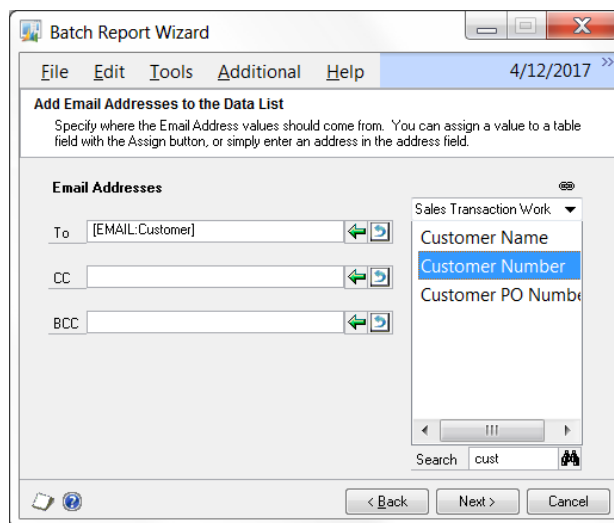 Batch Report Wizard
File Edit Tools Additional Help 4/12/2017 »
Add Email Addresses to the Data List
Specify where the Email Address values should come from. You can assign a value to a table
field with the Assign button, or simply enter an address in the address field.
Email Addresses
Sales Transaction Work
To [EMAIL:Customer]
Customer Name
Customer Number
CC
Customer PO Numbe
BCC
Search cust
< Back Next > Cancel